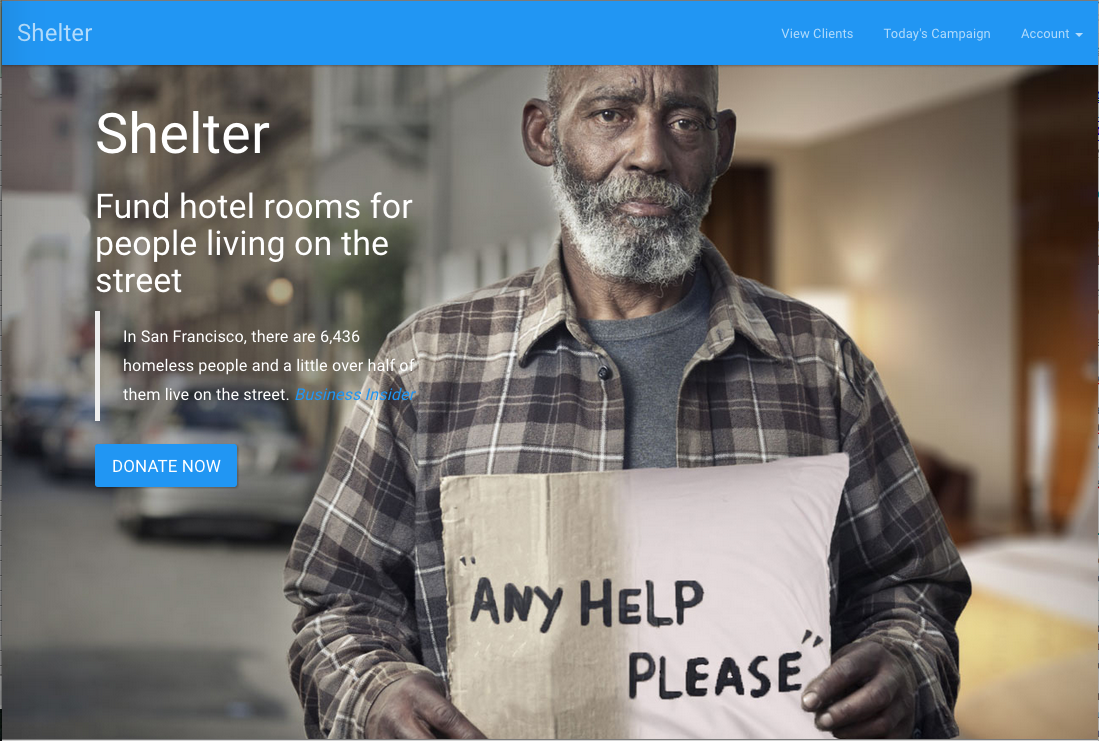 Shelter
View Clients
Today's Campaign
Account
Shelter
Fund hotel rooms for
people living on the
street
In San Francisco, there are 6,436
homeless people and a little over half of
them live on the street. Business Insider
DONATE NOW
"ANY HELP
PLEASE"